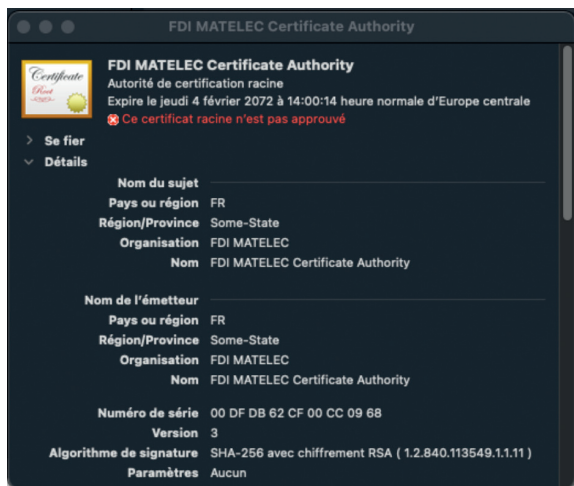 FDI MATELEC Certificate Authority
Certificate
Root
FDI MATELEC Certificate Authority
Autorité de certification racine
Expire le jeudi 4 février 2072 à 14:00:14 heure normale d’Europe centrale
Ce certificat racine n’est pas approuvé
Se fier
Détails
Nom du sujet
Pays ou région FR
Région/Province Some-State
Organisation FDI MATELEC
Nom FDI MATELEC Certificate Authority
Nom de l’émetteur
Pays ou région FR
Région/Province Some-State
Organisation FDI MATELEC
Nom FDI MATELEC Certificate Authority
Numéro de série 00 DF DB 62 CF 00 CC 09 68
Version 3
Algorithme de signature SHA-256 avec chiffrement RSA ( 1.2.840.113549.1.1.11 )
Paramètres Aucun